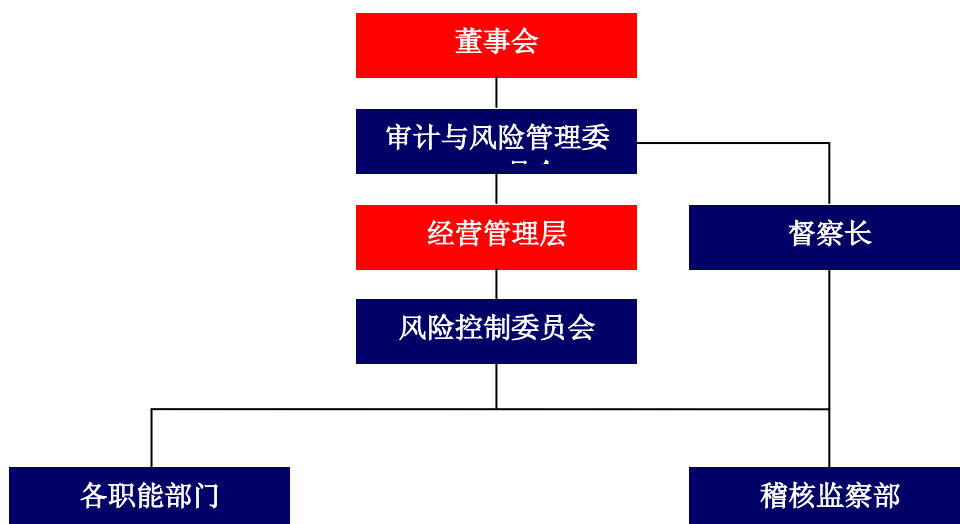 董事会
审计与风险管理委
经营管理层
督察长
风险控制委员会
各职能部门
稽核监察部